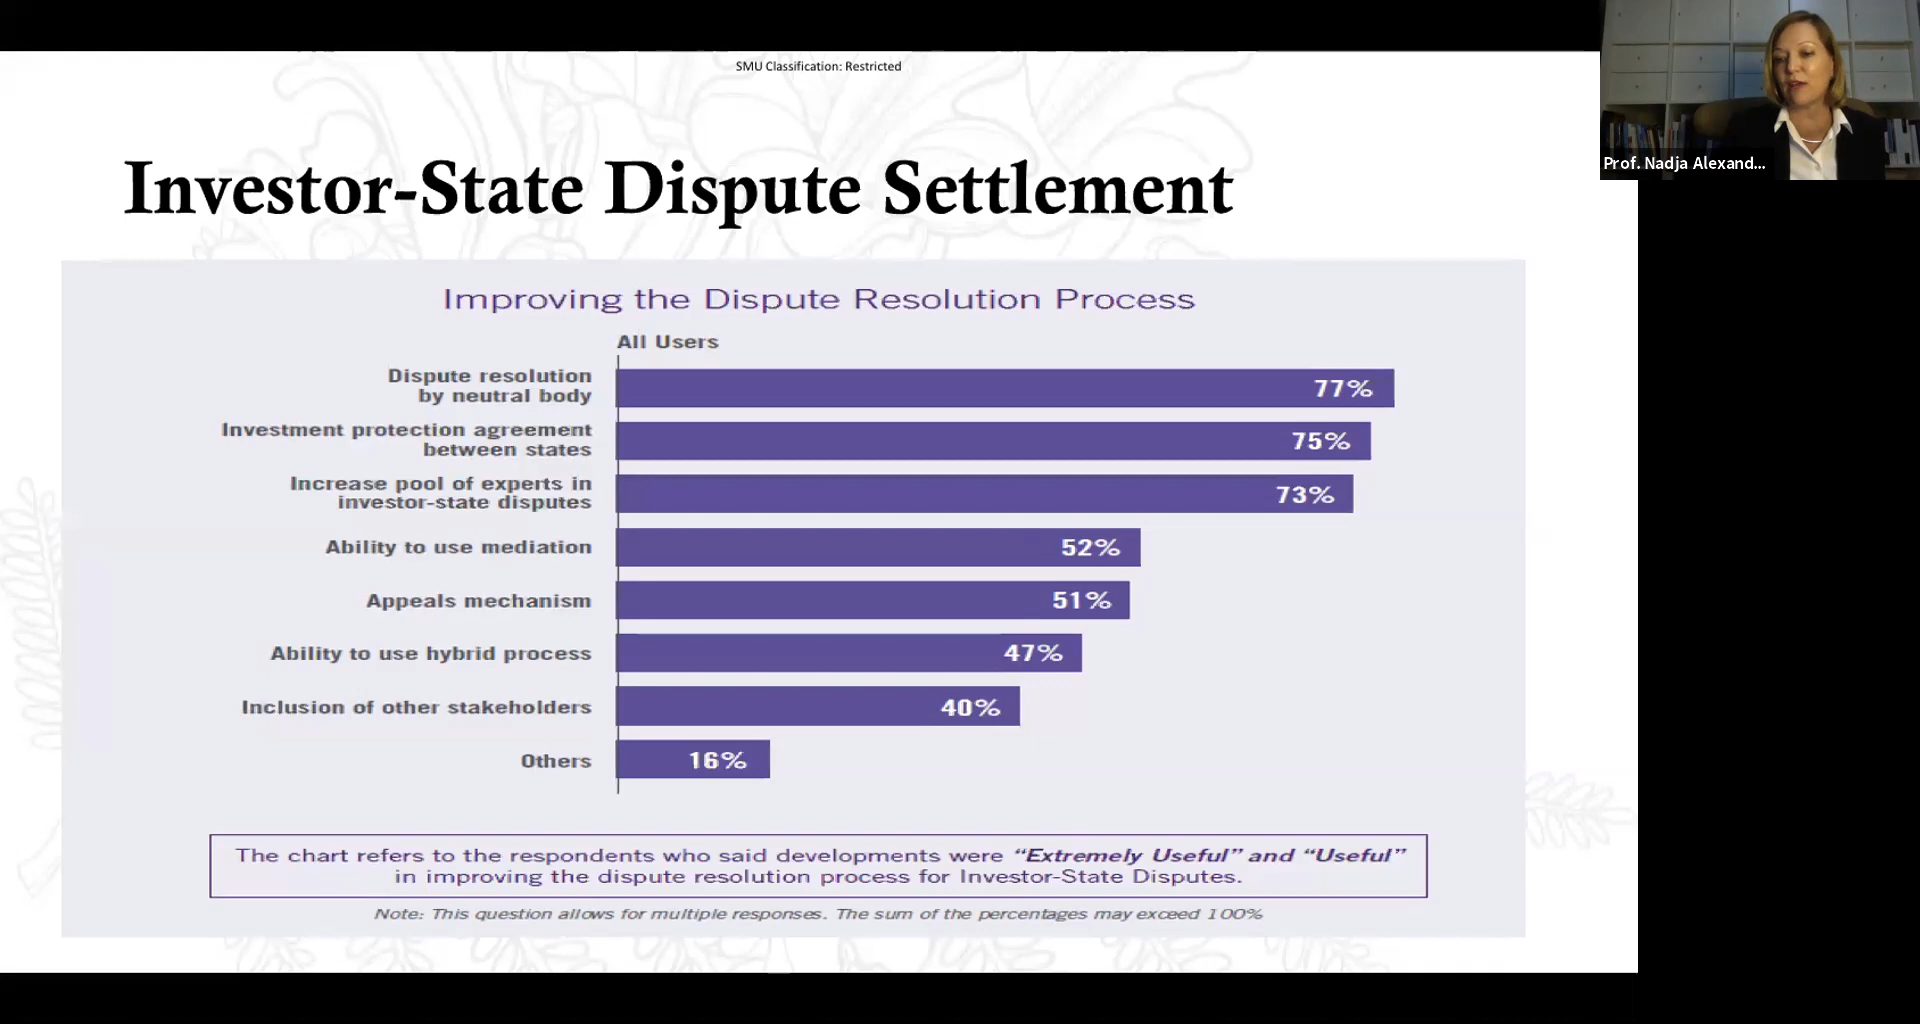 SMU Classification: Restricted
Prof. Nadja Alexand...
Investor-State Dispute Settlement
Improving the Dispute Resolution Process
All Users
Dispute resolution
by neutral body
77%
Investment protection agreement
between states
75%
Increase pool of experts in
investor-state disputes
73%
Ability to use mediation
52%
Appeals mechanism
51%
Ability to use hybrid process
47%
Inclusion of other stakeholders
40%
Others
16%
The chart refers to the respondents who said developments were “Extremely Useful” and “Useful”
in improving the dispute resolution process for Investor-State Disputes.
Note: This question allows for multiple responses. The sum of the percentages may exceed 100%